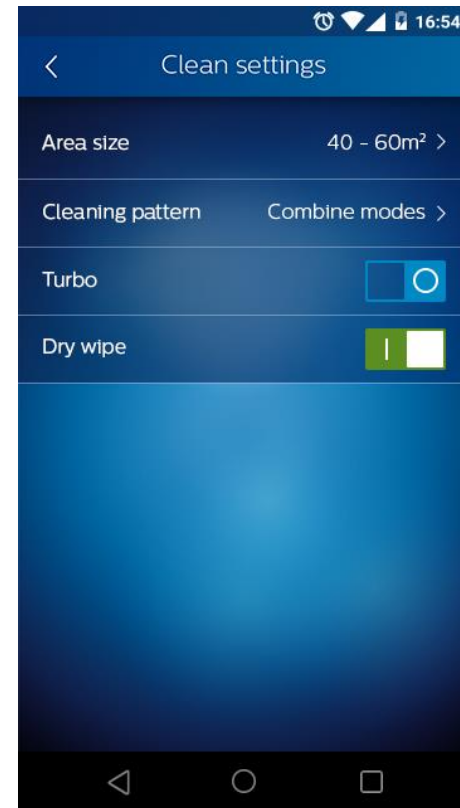 16:54
Clean settings
Area size 40 - 60m² >
Cleaning pattern Combine modes >
Turbo
Dry wipe